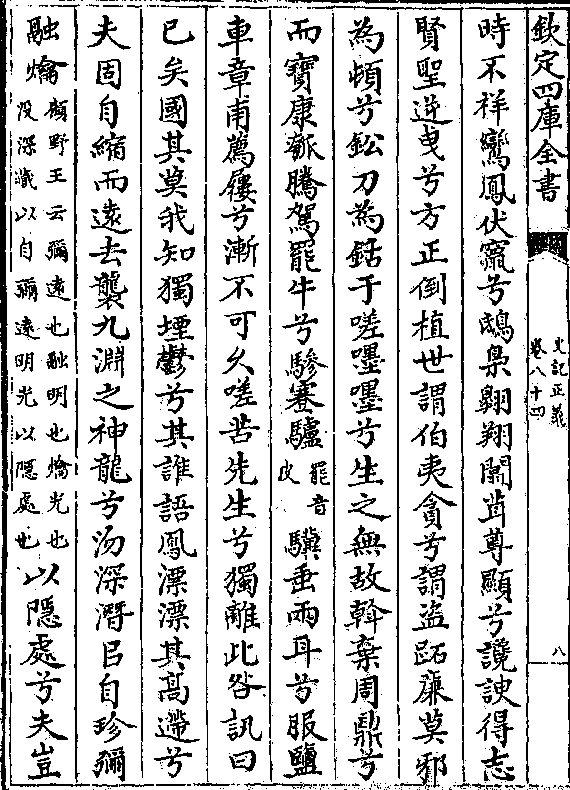 欽定四庫全書
史記正義
卷八十四
八
時不祥鸞鳳伏竄兮鴟梟翺翔闒茸尊顯兮讒諛得志
賢聖逆曳兮方正倒植世謂伯夷貪兮謂盜跖廉莫邪
為頓兮鈆刀為銛于嗟嚜嚜兮生之無故斡棄周鼎兮
而寶康瓠騰駕罷牛兮驂蹇驢罷音皮驥垂兩耳兮服鹽
車章甫薦屨兮漸不可久嗟苦先生兮獨離此咎訊曰
已矣國其莫我知獨堙鬱兮其誰語鳳漂漂其髙遰兮
夫固自縮而遠去襲九淵之神龍兮沕深潛㠯自珍彌
融爚顧野王云彌逺也融明也爚光也没深藏以自彌逺明光以隱處也以隱處兮夫豈